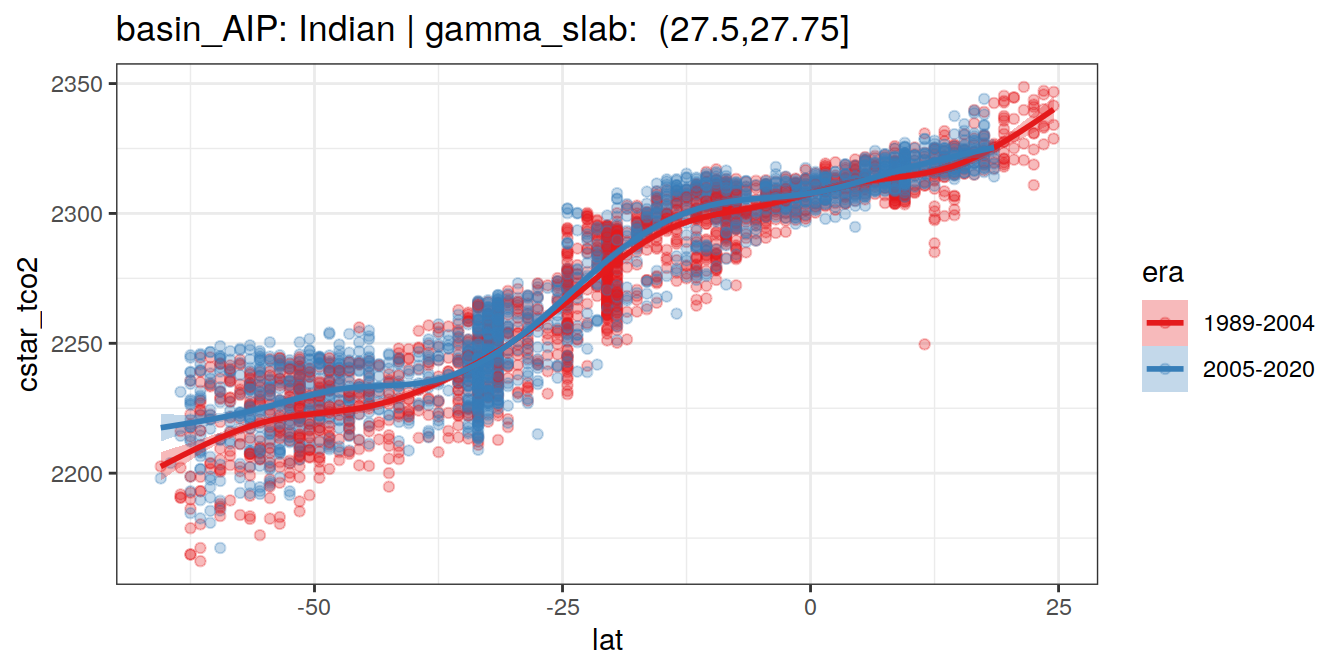 basin_AIP: Indian | gamma_slab:  (27.5,27.75]
2350
2300
2250
2200
cstar_tco2
-50
-25
0
25
lat
era
1989-2004
2005-2020